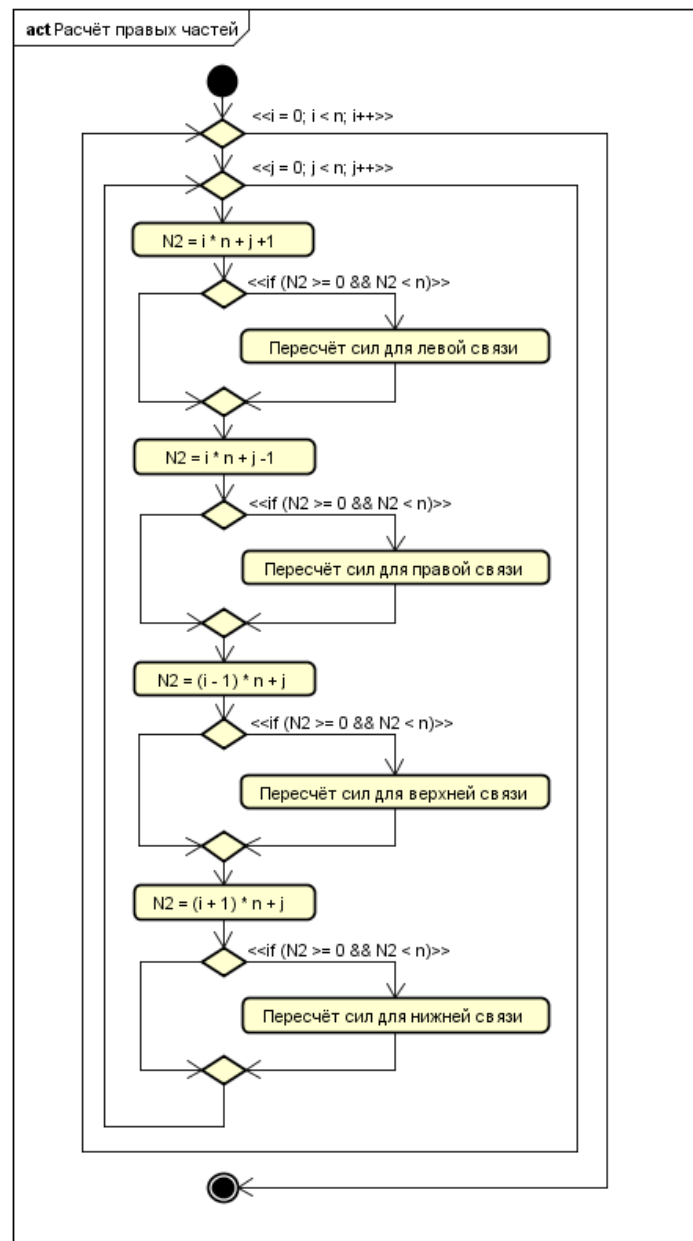 act Расчёт правых частей
<<i = 0; i < n; i++>>
<<j = 0; j < n; j++>>
N2 = i * n + j +1
<<if (N2 >= 0 && N2 < n)>>
Пересчёт сил для левой связи
N2 = i * n + j -1
<<if (N2 >= 0 && N2 < n)>>
Пересчёт сил для правой связи
N2 = (i - 1) * n + j
<<if (N2 >= 0 && N2 < n)>>
Пересчёт сил для верхней связи
N2 = (i + 1) * n + j
<<if (N2 >= 0 && N2 < n)>>
Пересчёт сил для нижней связи